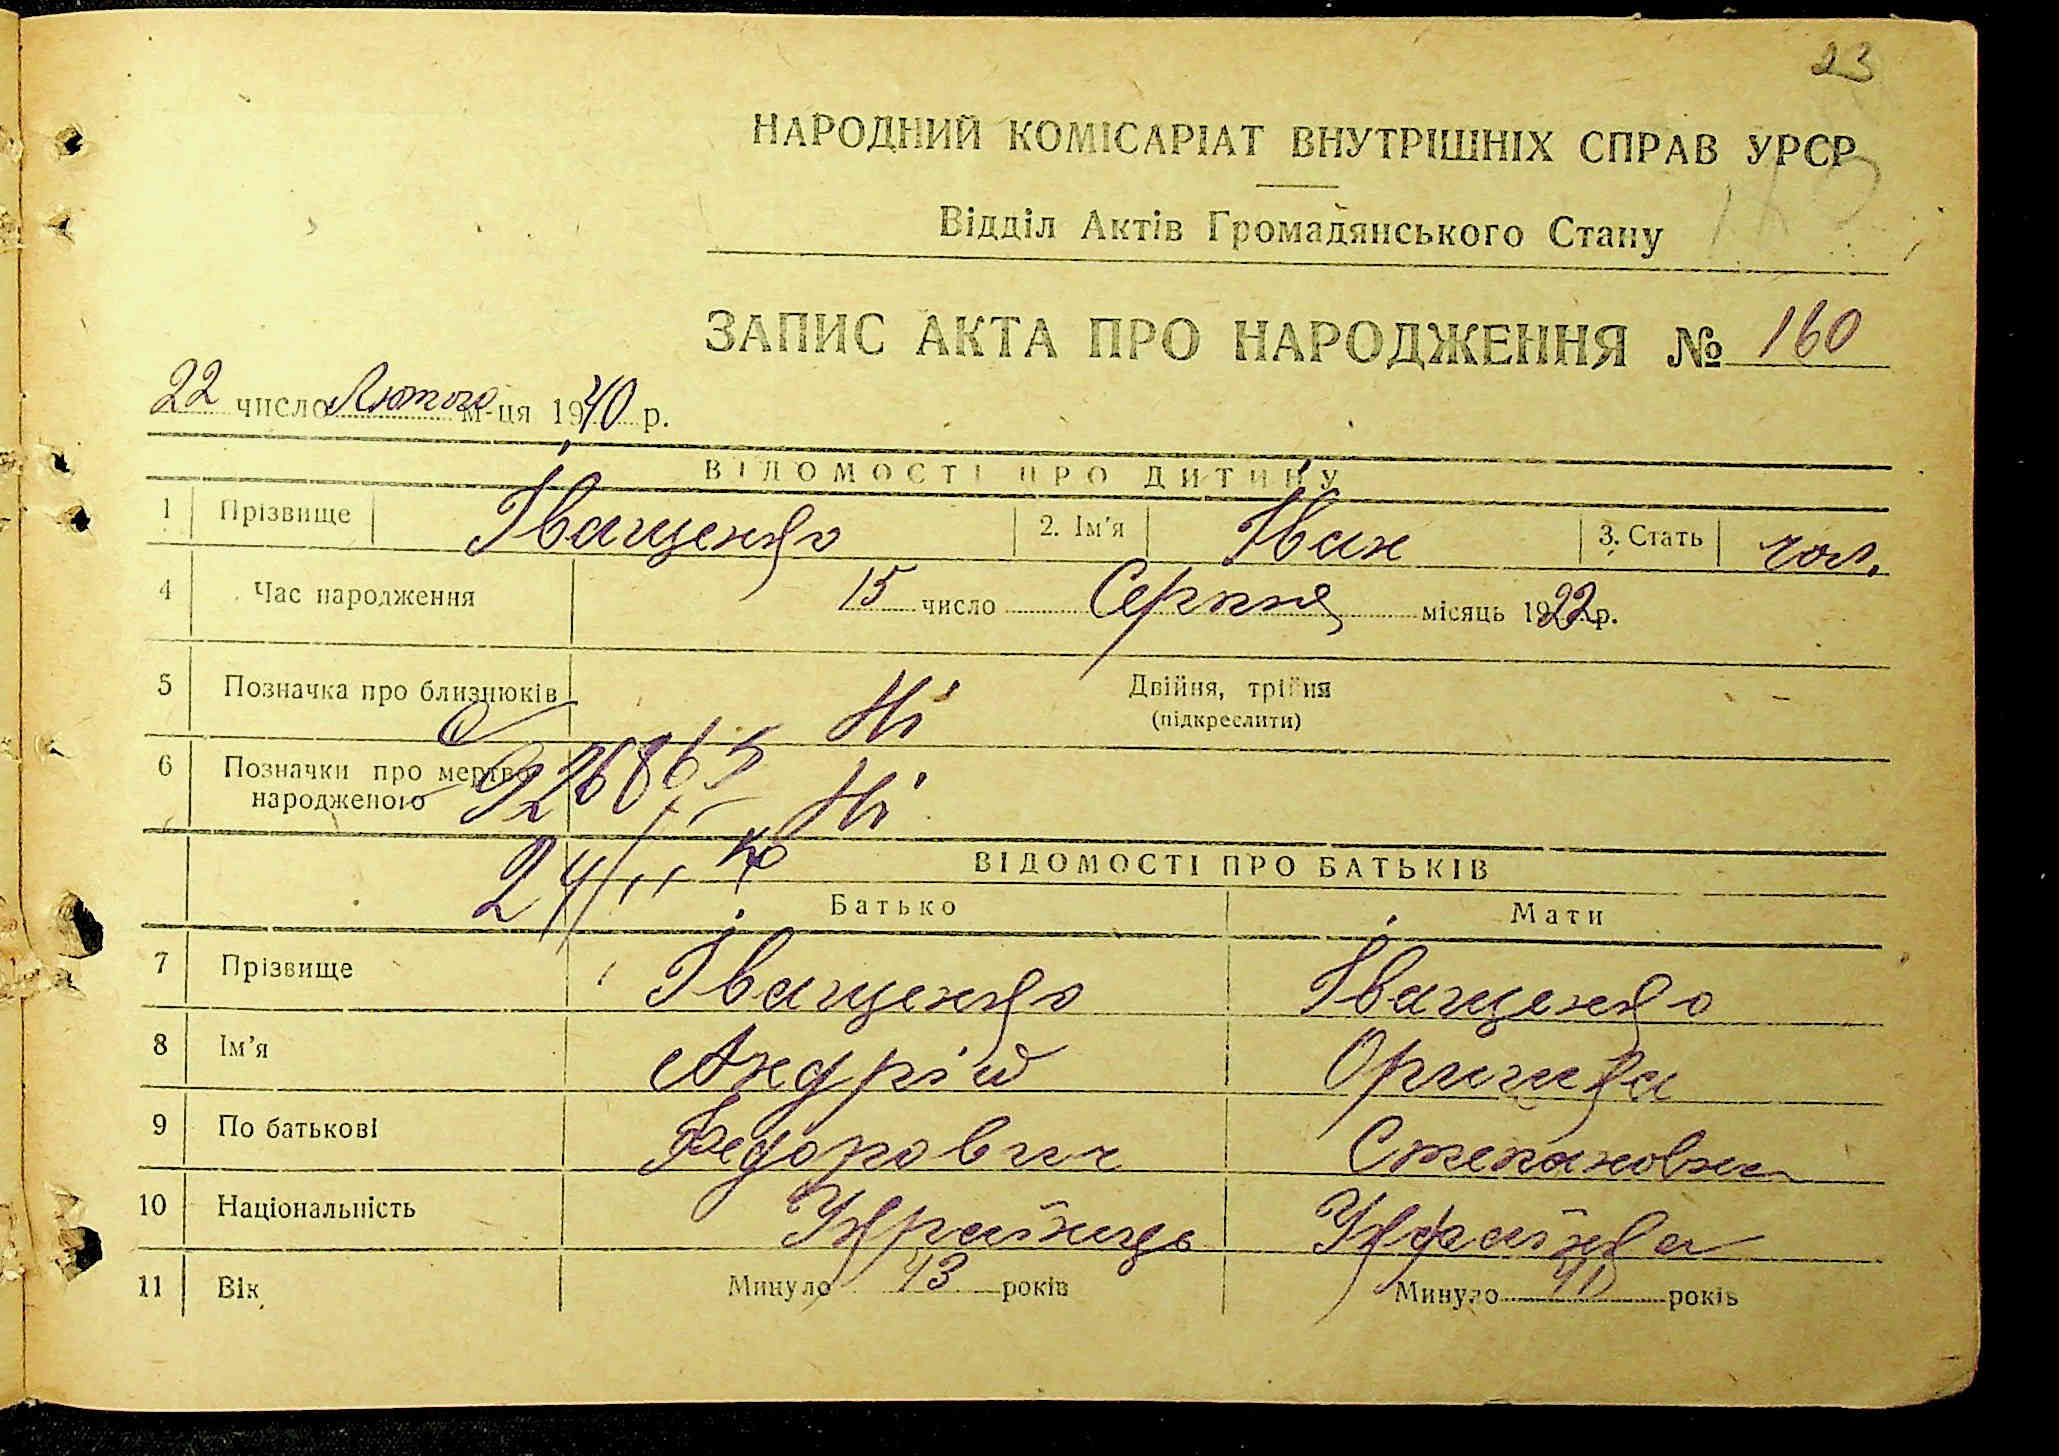 23
НАРОДНИЙ КОМІСАРІАТ ВНУТРІШНІХ СПРАВ УРСР
Відділ Актів Громадянського Стану
ЗАПИС АКТА ПРО НАРОДЖЕННЯ № 160
22 число Лютого м-ця 1940 р.
ВІДОМОСТІ ПРО ДИТИНУ
1 Прізвище Іващенко 2. Ім'я Іван 3. Стать чол.
4 Час народження 15 число Серпня місяць 1922 р.
5 Позначка про близнюків Ні Двійня, трійня
(підкреслити)
6 Позначки про мертво Ні
народженого
926865
24/II 40
ВІДОМОСТІ ПРО БАТЬКІВ
Батько Мати
7 Прізвище Іващенко Іващенко
8 Ім'я Андрій Оришка
9 По батькові Федорович Степановна
10 Національність Українець Українка
11 Вік Минуло 43 років Минуло років